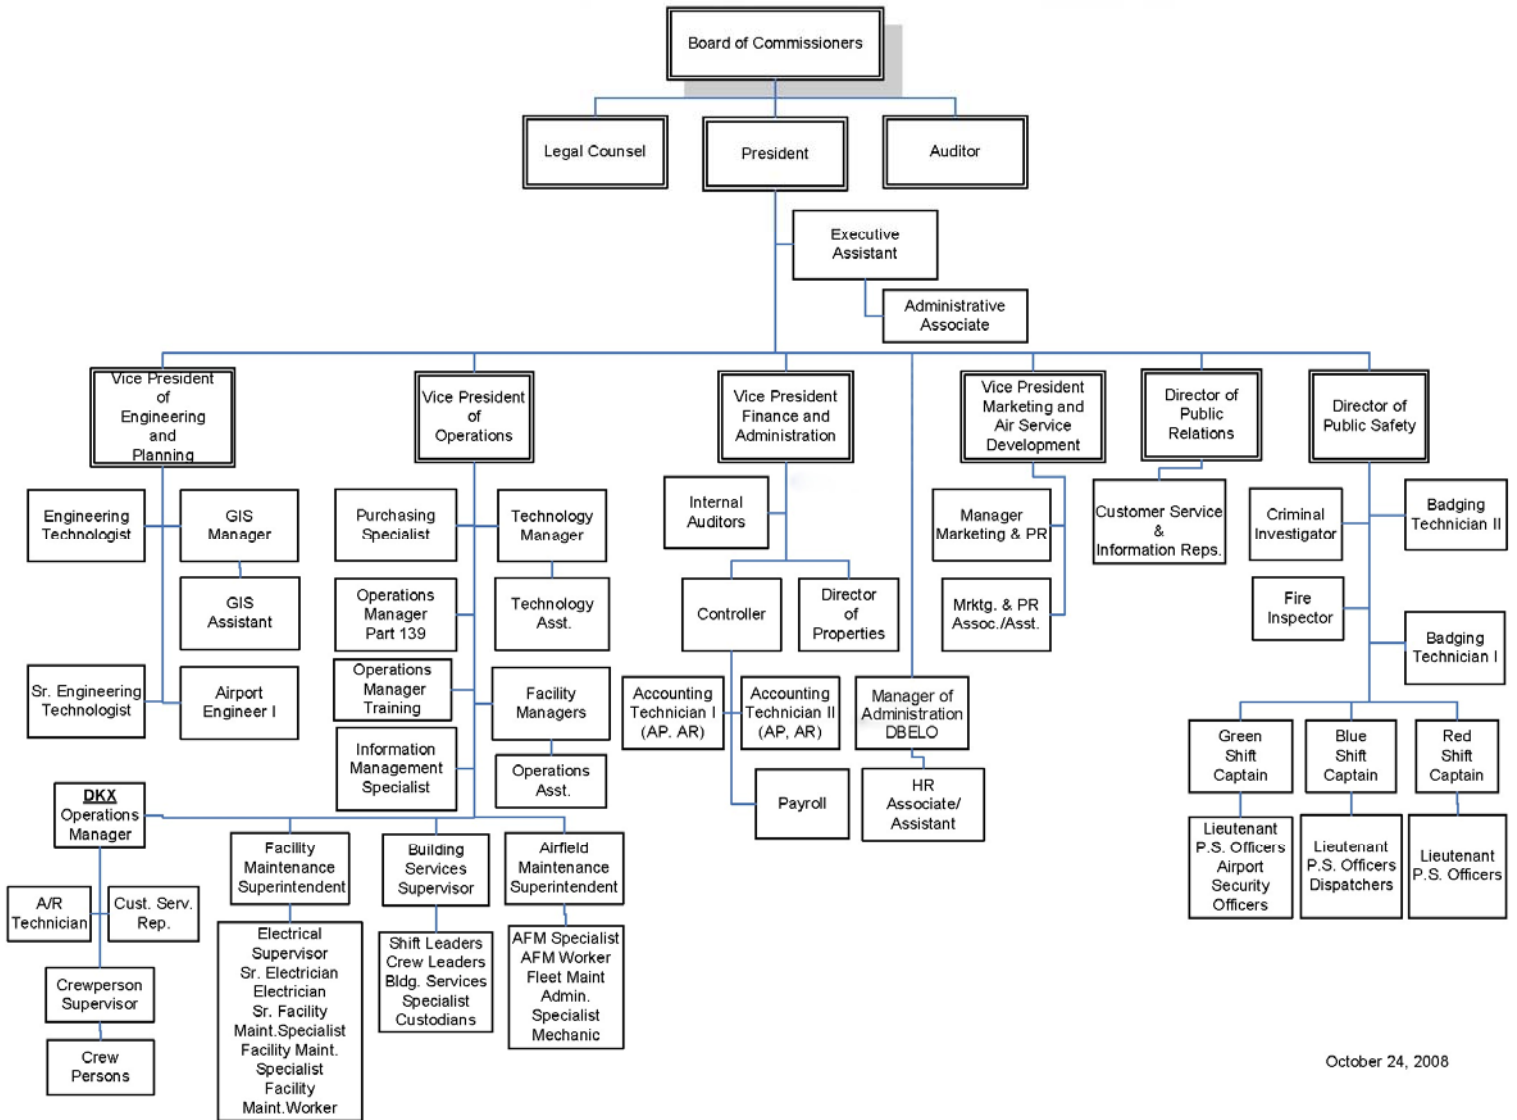 Board of Commissioners
Legal Counsel
President
Auditor
Executive
Assistant
Administrative
Associate
Vice President
of
Engineering
and
Planning
Vice President
of
Operations
Vice President
Finance and
Administration
Vice President
Marketing and
Air Service
Development
Director of
Public
Relations
Director of
Public Safety
Engineering
Technologist
GIS
Manager
GIS
Assistant
Sr. Engineering
Technologist
Airport
Engineer I
Purchasing
Specialist
Technology
Manager
Operations
Manager
Part 139
Technology
Asst.
Operations
Manager
Training
Facility
Managers
Information
Management
Specialist
Operations
Asst.
Internal
Auditors
Controller
Director
of
Properties
Accounting
Technician I
(AP. AR)
Accounting
Technician II
(AP, AR)
Payroll
Manager of
Administration
DBELO
HR
Associate/
Assistant
Manager
Marketing & PR
Mrktg. & PR
Assoc./Asst.
Customer Service
&
Information Reps.
Criminal
Investigator
Badging
Technician II
Fire
Inspector
Badging
Technician I
Green
Shift
Captain
Blue
Shift
Captain
Red
Shift
Captain
Lieutenant
P.S. Officers
Airport
Security
Officers
Lieutenant
P.S. Officers
Dispatchers
Lieutenant
P.S. Officers
DKX
Operations
Manager
A/R
Technician
Cust. Serv.
Rep.
Crewperson
Supervisor
Crew
Persons
Facility
Maintenance
Superintendent
Electrical
Supervisor
Sr. Electrician
Electrician
Sr. Facility
Maint.Specialist
Facility Maint.
Specialist
Facility
Maint.Worker
Building
Services
Supervisor
Shift Leaders
Crew Leaders
Bldg. Services
Specialist
Custodians
Airfield
Maintenance
Superintendent
AFM Specialist
AFM Worker
Fleet Maint
Admin.
Specialist
Mechanic
October 24, 2008